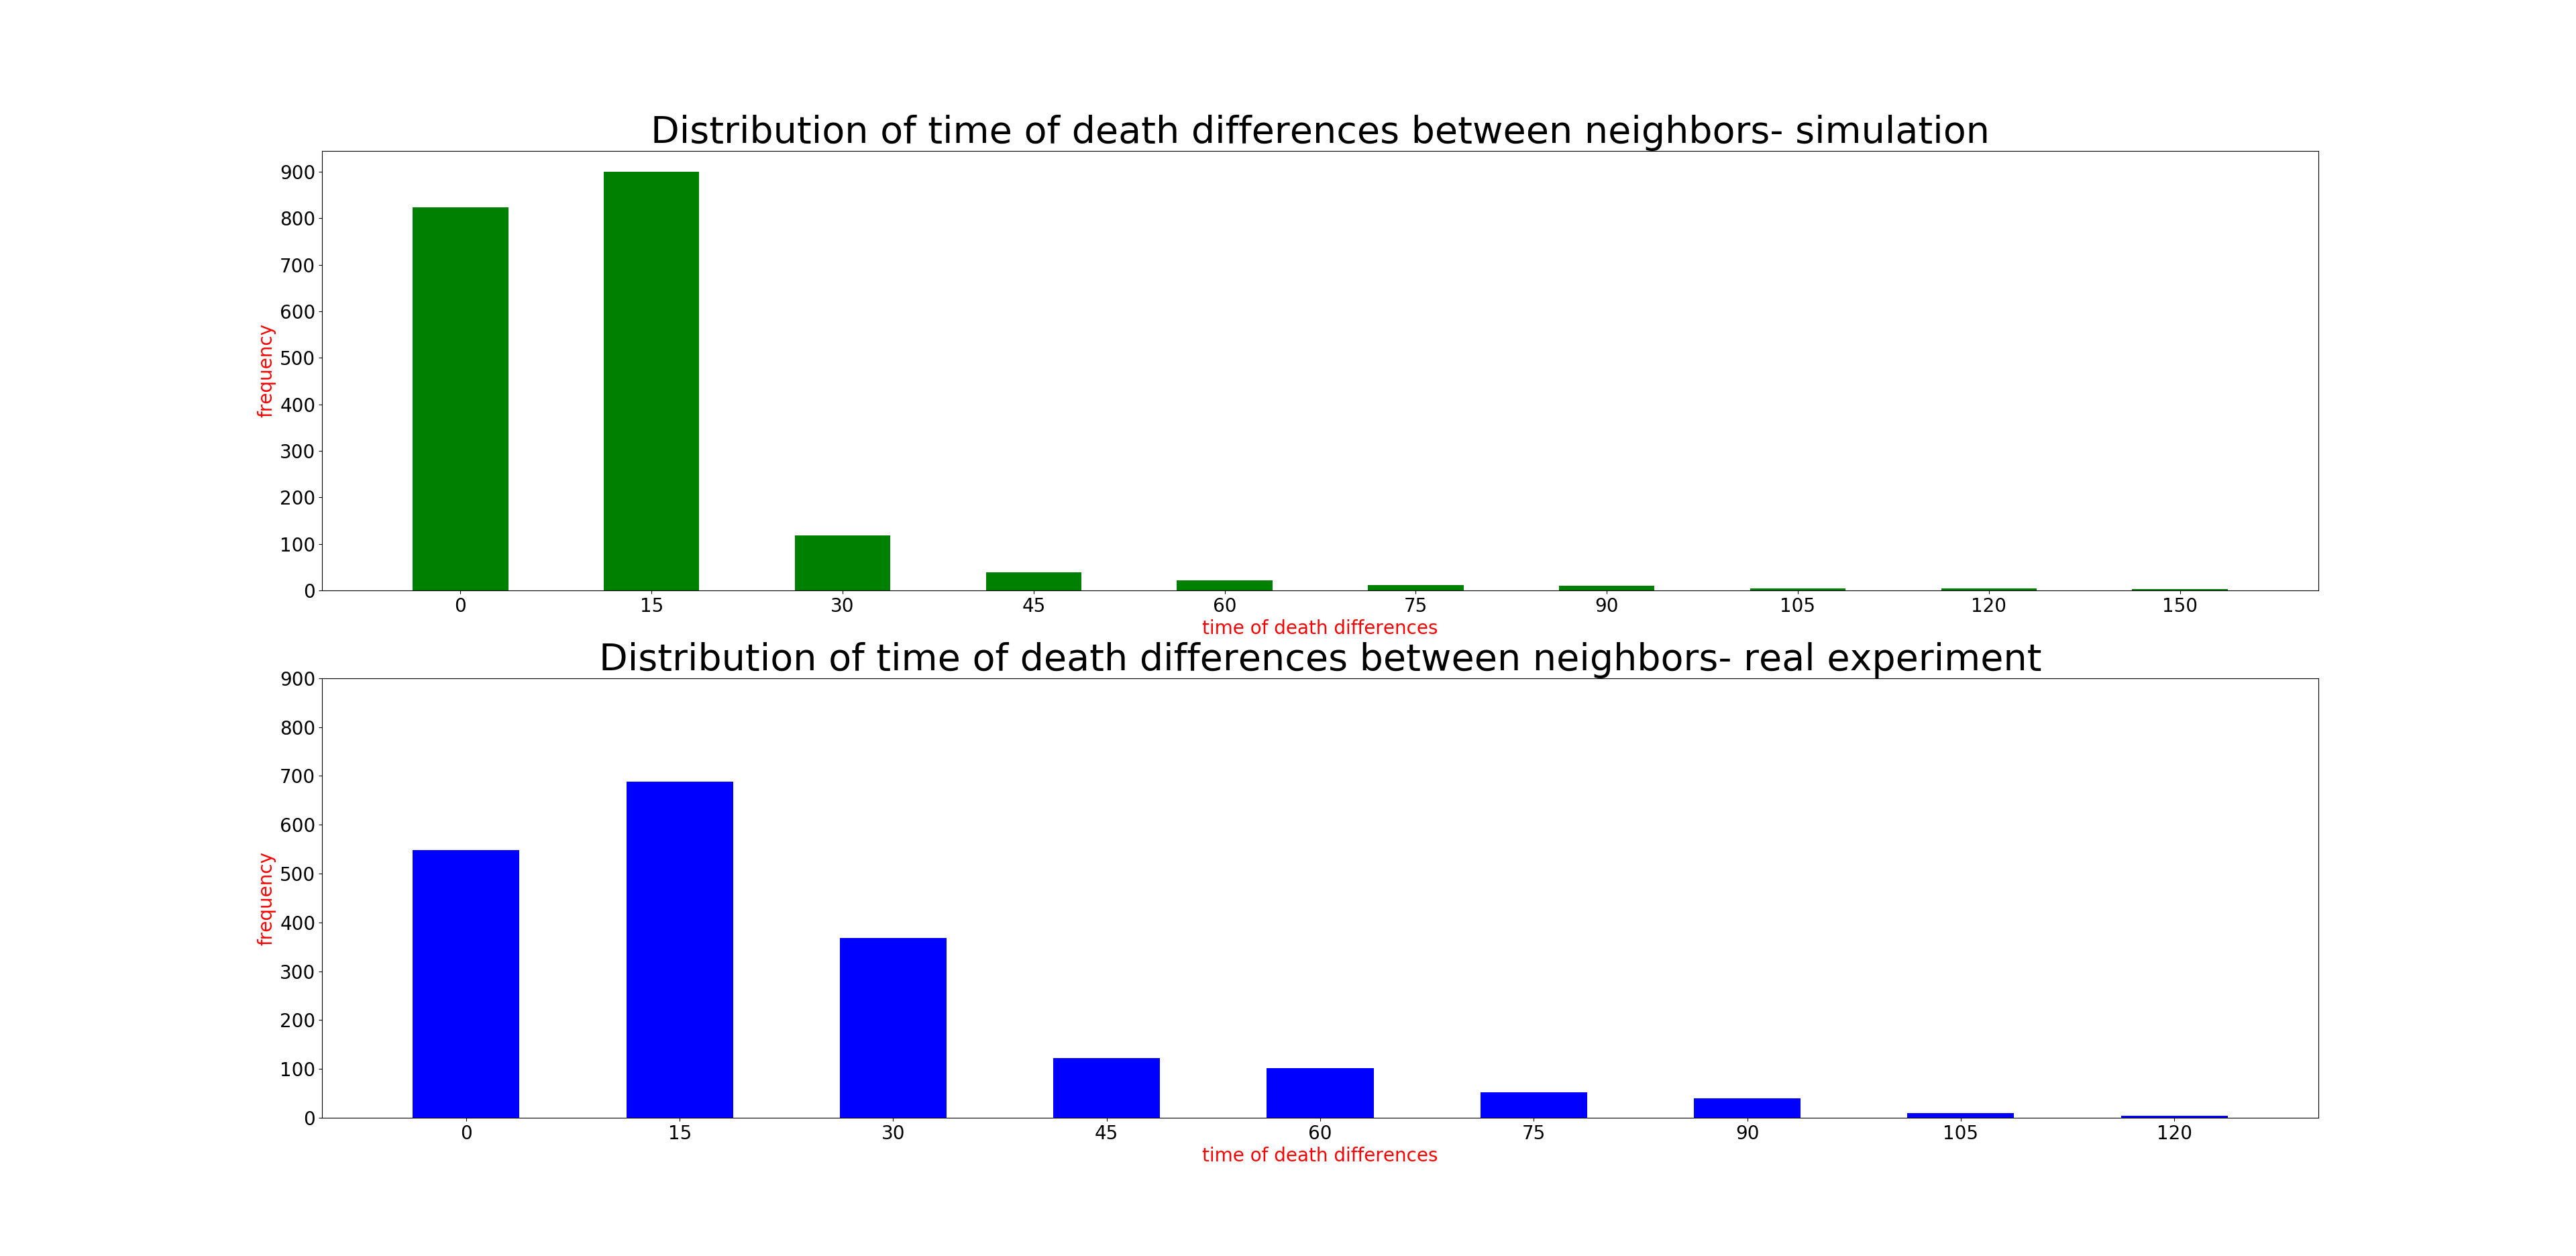 Distribution of time of death differences between neighbors- simulation
900
800
700
600
500
400
300
200
100
0
frequency
0 15 30 45 60 75 90 105 120 150
time of death differences
Distribution of time of death differences between neighbors- real experiment
900
800
700
600
500
400
300
200
100
0
frequency
0 15 30 45 60 75 90 105 120
time of death differences